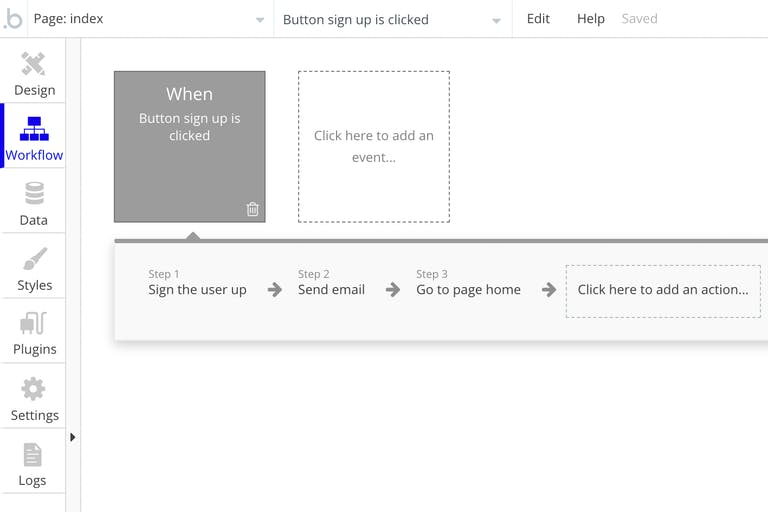 .b Page: index Button sign up is clicked Edit Help Saved
Design
Workflow
Data
Styles
Plugins
Settings
Logs
When
Button sign up is
clicked
Click here to add an
event...
Step 1
Sign the user up
Step 2
Send email
Step 3
Go to page home
Click here to add an action...